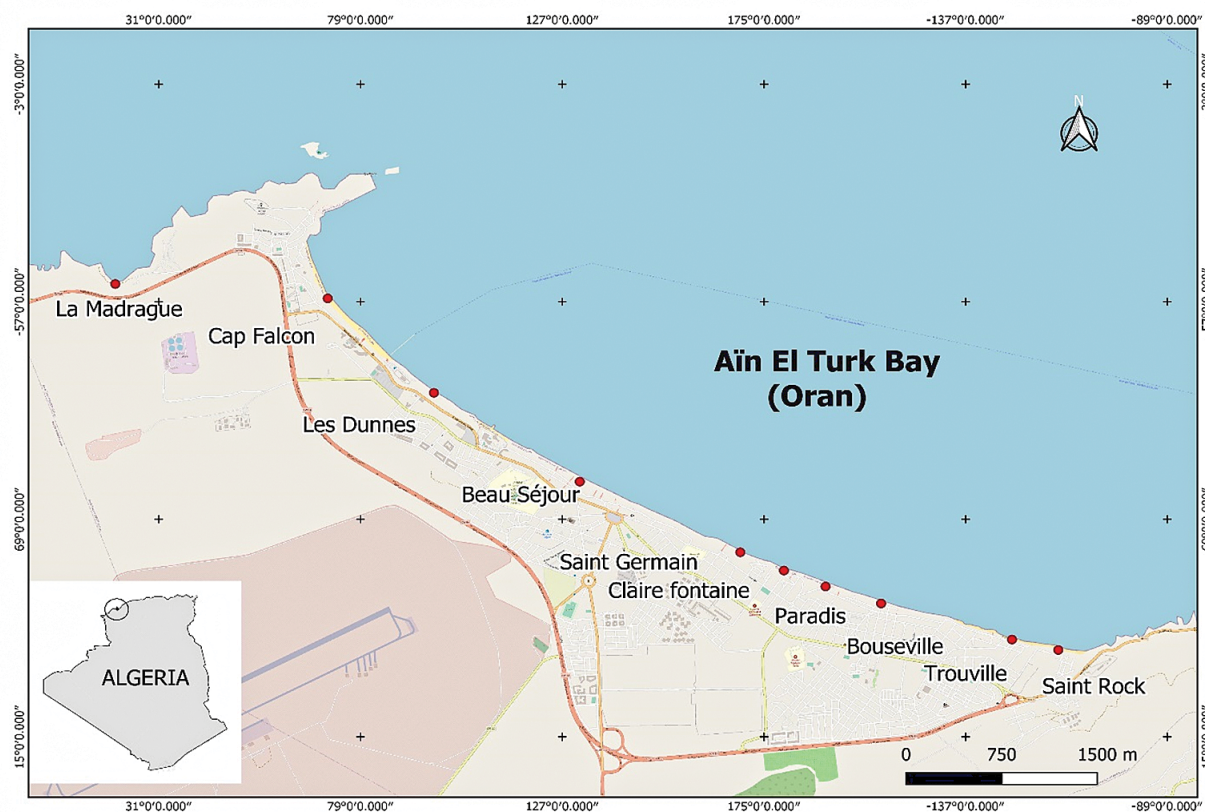 31°0'0.000" 79°0'0.000" 127°0'0.000" 175°0'0.000" -137°0'0.000" -89°0'0.000"
-3°0'0.000"
N
La Madrague
-57°0'0.000"
Cap Falcon
Aïn El Turk Bay
(Oran)
Les Dunnes
Beau Séjour
69°0'0.000"
Saint Germain
Claire fontaine
Paradis
Bouseville
Trouville
Saint Rock
ALGERIA
15°0'0.000"
0 750 1500 m
31°0'0.000" 79°0'0.000" 127°0'0.000" 175°0'0.000" -137°0'0.000" -89°0'0.000"